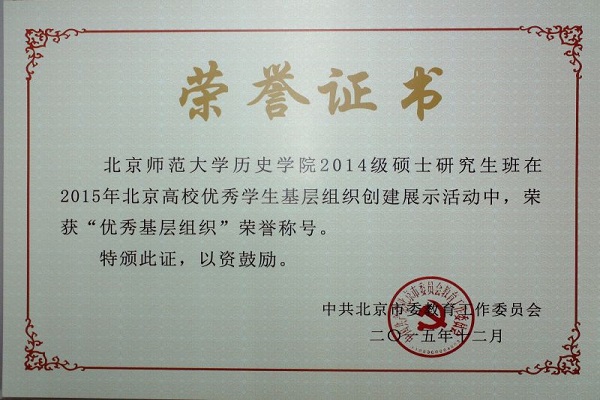 荣誉证书
北京师范大学历史学院2014级硕士研究生班在
2015年北京高校优秀学生基层组织创建展示活动中，荣
获“优秀基层组织”荣誉称号。
特颁此证，以资鼓励。
中共北京市委教育工作委员会
二〇一五年十二月